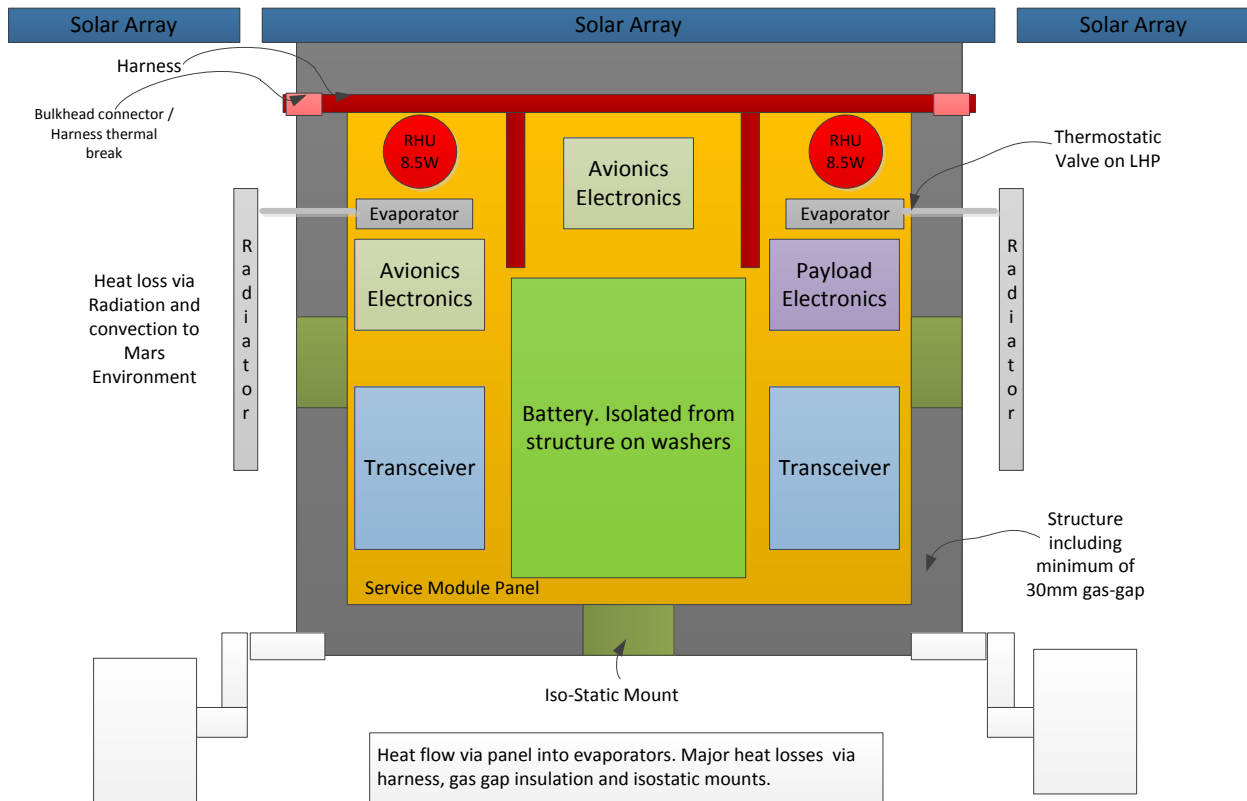 Solar Array
Solar Array
Solar Array
Harness
Bulkhead connector /
Harness thermal
break
RHU
8.5W
Avionics
Electronics
RHU
8.5W
Thermostatic
Valve on LHP
Evaporator
Evaporator
Radiator
Heat loss via
Radiation and
convection to
Mars
Environment
Avionics
Electronics
Payload
Electronics
Radiator
Battery. Isolated from
structure on washers
Transceiver
Transceiver
Structure
including
minimum of
30mm gas-gap
Service Module Panel
Iso-Static Mount
Heat flow via panel into evaporators. Major heat losses via
harness, gas gap insulation and isostatic mounts.